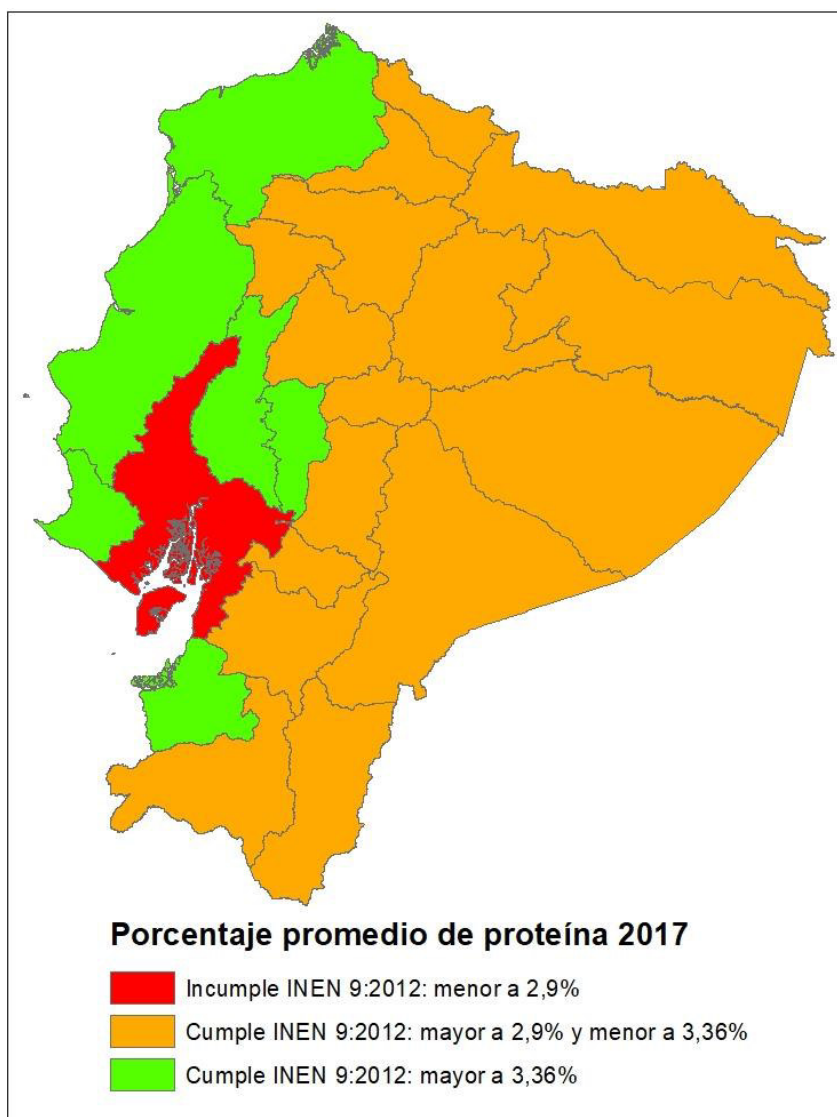 Porcentaje promedio de proteína 2017
Incumple INEN 9:2012: menor a 2,9%
Cumple INEN 9:2012: mayor a 2,9% y menor a 3,36%
Cumple INEN 9:2012: mayor a 3,36%